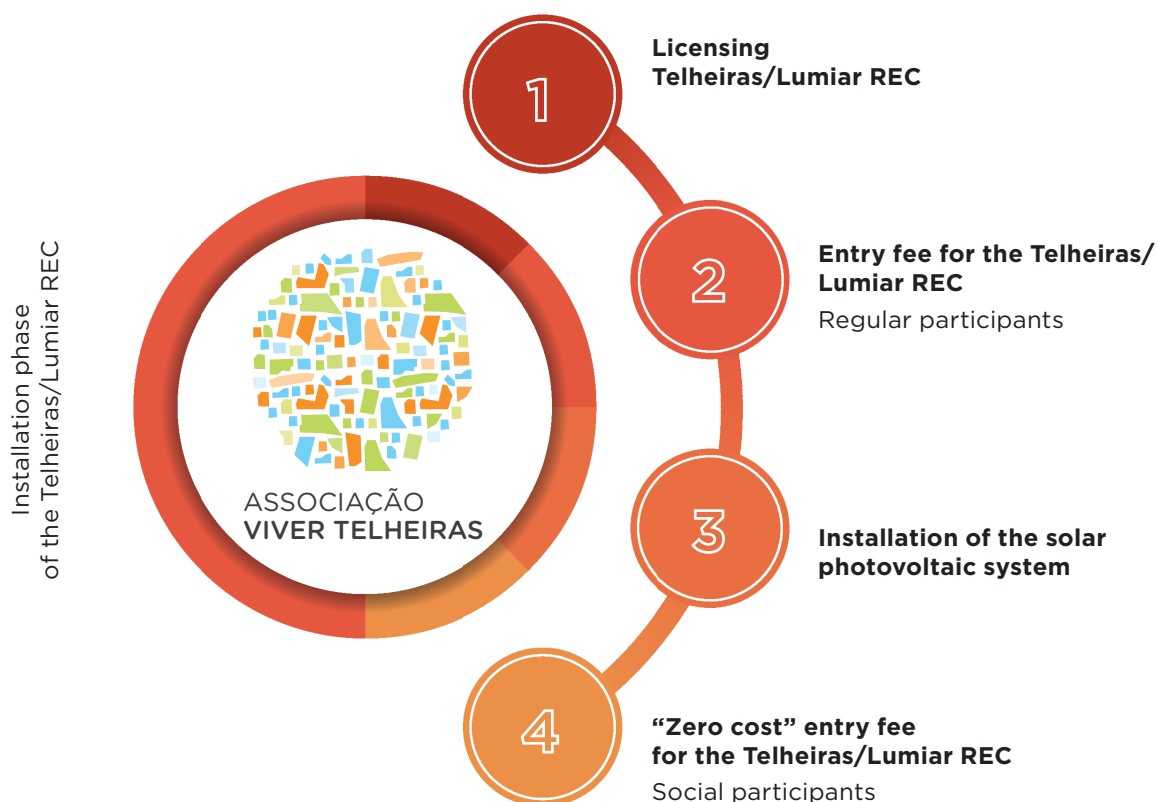 Installation phase
of the Telheiras/Lumiar REC
ASSOCIAÇÃO
VIVER TELHEIRAS
1
Licensing
Telheiras/Lumiar REC
2
Entry fee for the Telheiras/
Lumiar REC
Regular participants
3
Installation of the solar
photovoltaic system
4
“Zero cost” entry fee
for the Telheiras/Lumiar REC
Social participants